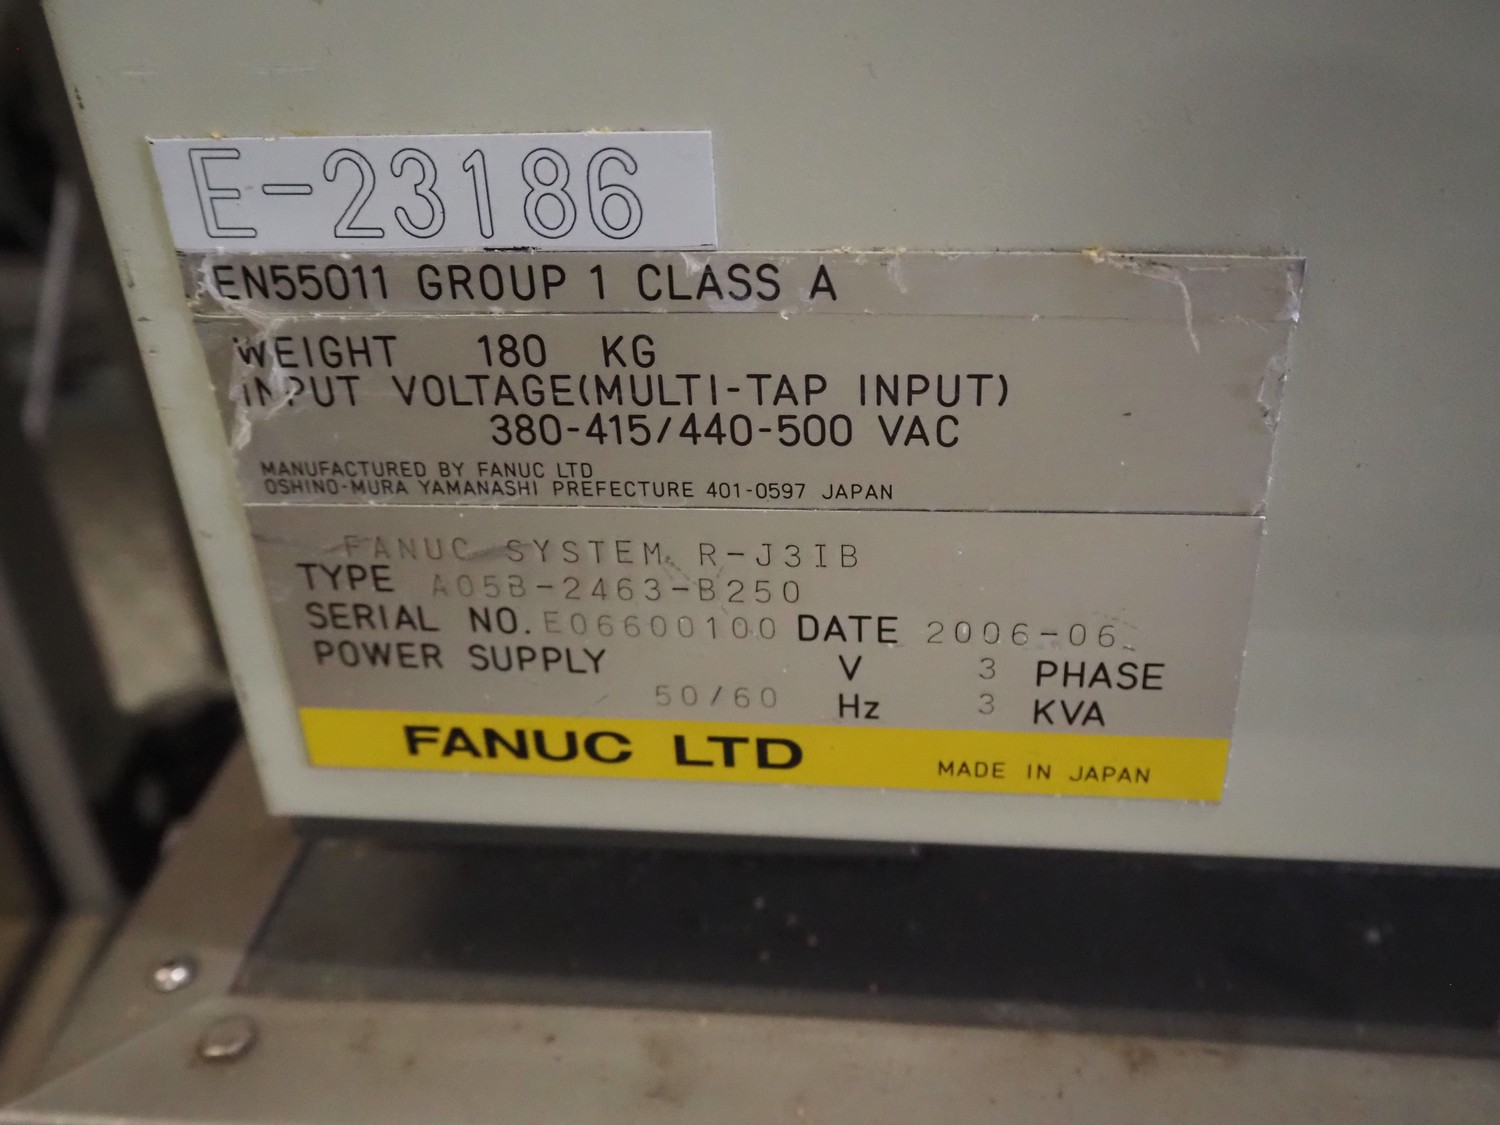 E-23186
EN55011 GROUP 1 CLASS A
WEIGHT 180 KG
INPUT VOLTAGE(MULTI-TAP INPUT)
380-415/440-500 VAC
MANUFACTURED BY FANUC LTD
OSHINO-MURA YAMANASHI PREFECTURE 401-0597 JAPAN
FANUC SYSTEM R-J3IB
TYPE A05B-2463-B250
SERIAL NO. E06600100 DATE 2006-06.
POWER SUPPLY V 3 PHASE
50/60 Hz 3 KVA
FANUC LTD MADE IN JAPAN